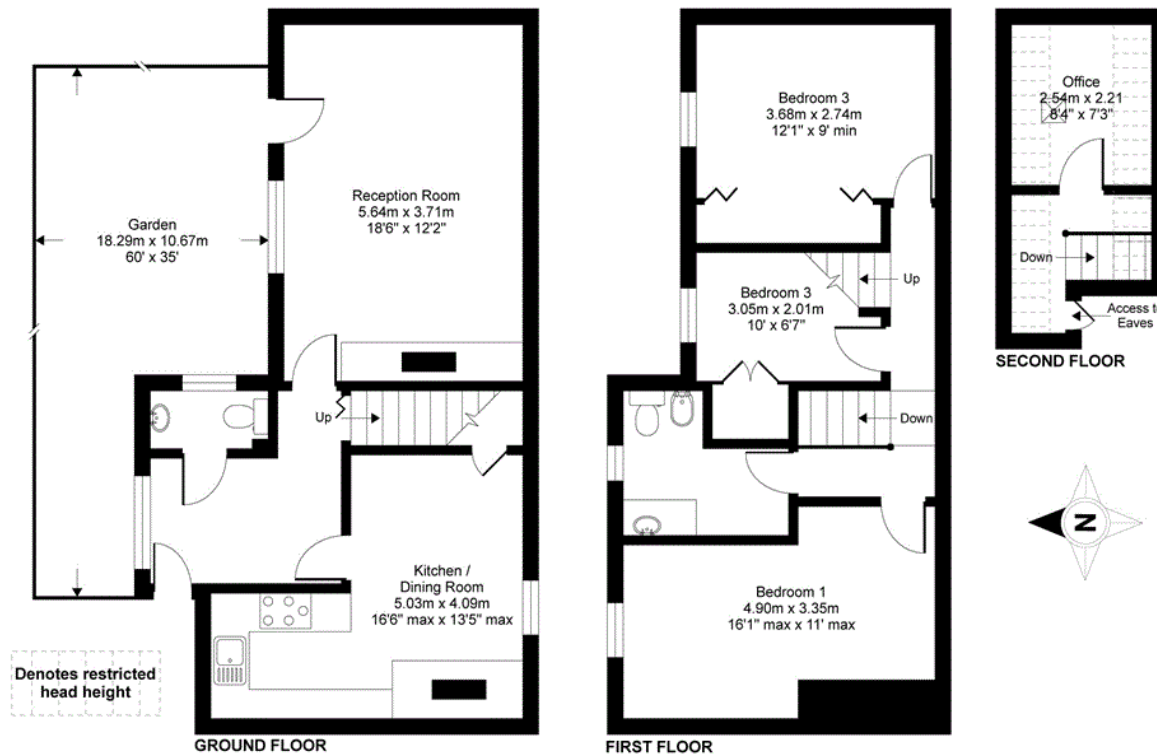 Garden
18.29m x 10.67m
60' x 35'
Reception Room
5.64m x 3.71m
18'6" x 12'2"
Up
Kitchen /
Dining Room
5.03m x 4.09m
16'6" max x 13'5" max
Denotes restricted
head height
GROUND FLOOR
Bedroom 3
3.68m x 2.74m
12'1" x 9' min
Up
Bedroom 3
3.05m x 2.01m
10' x 6'7"
Down
Bedroom 1
4.90m x 3.35m
16'1" max x 11' max
FIRST FLOOR
Office
2.54m x 2.21
8'4" x 7'3"
Down
Access to
Eaves
SECOND FLOOR
N